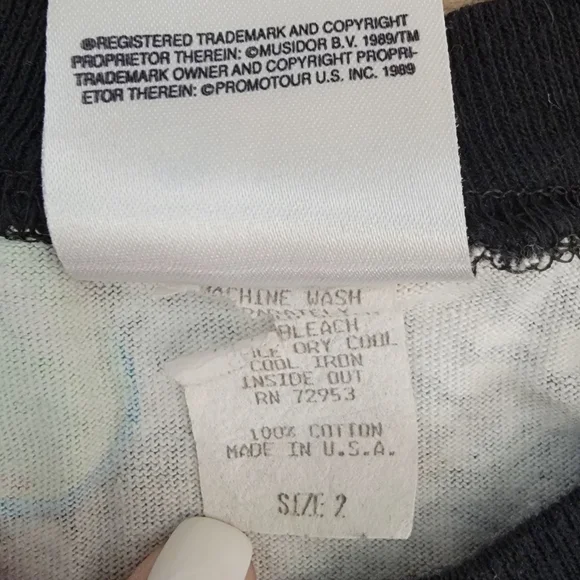 ®REGISTERED TRADEMARK AND COPYRIGHT
PROPRIETOR THEREIN: ©MUSIDOR B.V. 1989/TM
TRADEMARK OWNER AND COPYRIGHT PROPRI-
ETOR THEREIN: ©PROMOTOUR U.S. INC. 1989
MACHINE WASH
BLEACH
DRY COOL
COOL IRON
INSIDE OUT
RN 72953
100% COTTON
MADE IN U.S.A.
SIZE 2